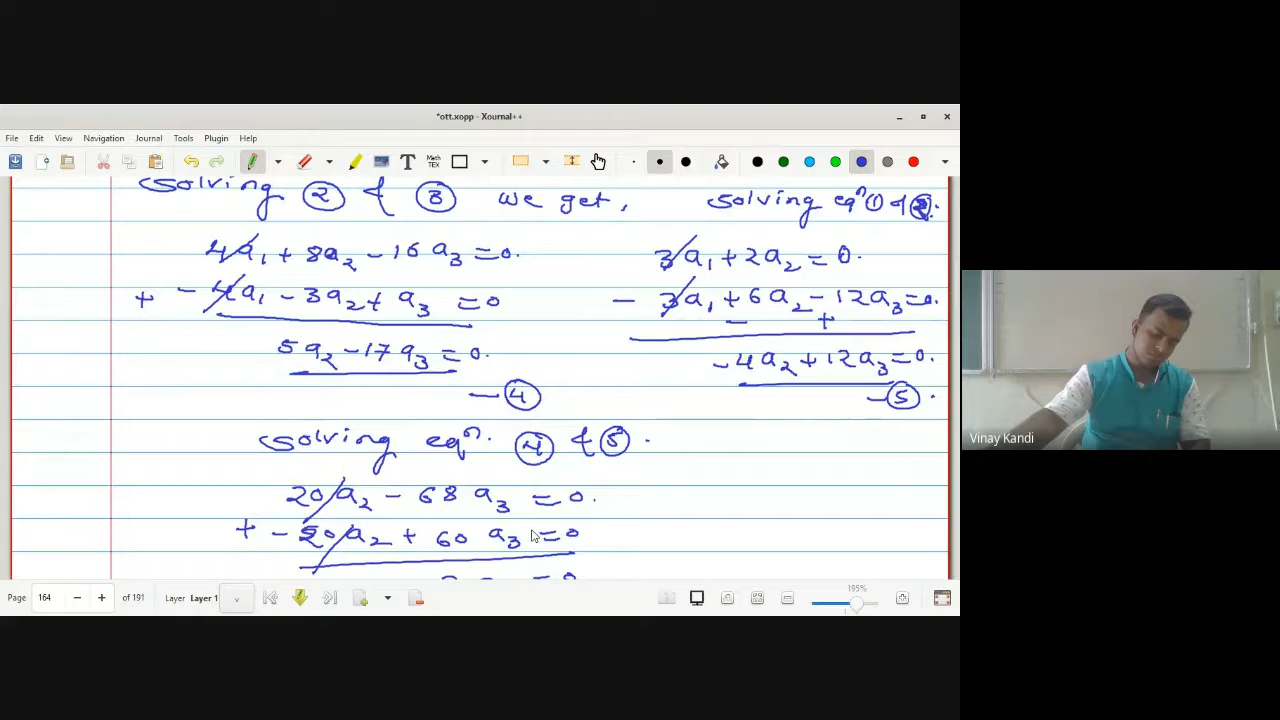 *ott.xopp - Xournal++
File Edit View Navigation Journal Tools Plugin Help
T Math TEX
Solving ② & ③ we get,
4a₁ + 8a₂ - 16a₃ = 0.
+ - 4a₁ - 3a₂ + a₃ = 0
5a₂ - 17a₃ = 0.
- ④
solving eqⁿ ① & ②.
3a₁ + 2a₂ = 0.
- 3a₁ + 6a₂ - 12a₃ = 0.
- +
-4a₂ + 12a₃ = 0.
- ⑤.
Solving eqⁿ. ④ & ⑤.
20a₂ - 68a₃ = 0.
+ - 20a₂ + 60a₃ = 0
Vinay Kandi
Page 164 of 191 Layer Layer 1 195%